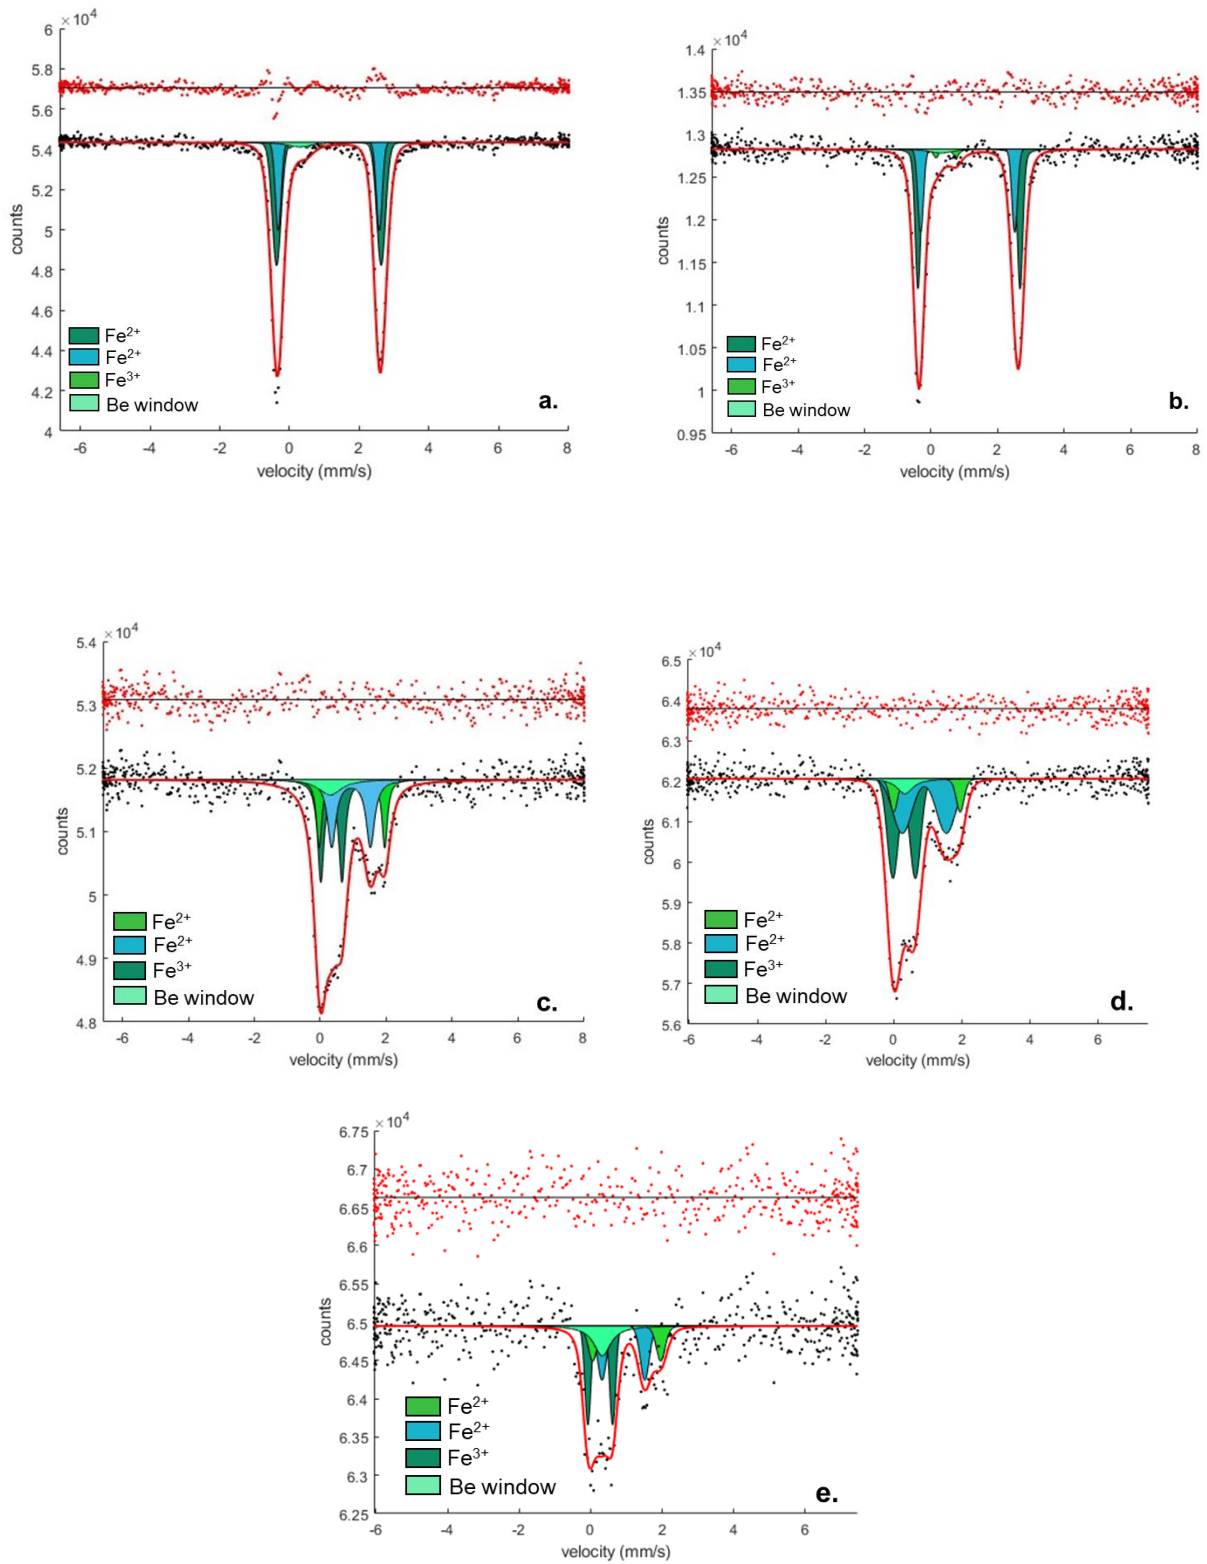 ×10⁴
6
5.8
5.6
5.4
5.2
5
4.8
4.6
4.4
4.2
4
counts
Fe²⁺
Fe²⁺
Fe³⁺
Be window
a.
-6 -4 -2 0 2 4 6 8
velocity (mm/s)
×10⁴
1.4
1.35
1.3
1.25
1.2
1.15
1.1
1.05
1
0.95
counts
Fe²⁺
Fe²⁺
Fe³⁺
Be window
b.
-6 -4 -2 0 2 4 6 8
velocity (mm/s)
×10⁴
5.4
5.3
5.2
5.1
5
4.9
4.8
counts
Fe²⁺
Fe²⁺
Fe³⁺
Be window
c.
-6 -4 -2 0 2 4 6 8
velocity (mm/s)
×10⁴
6.5
6.4
6.3
6.2
6.1
6
5.9
5.8
5.7
5.6
counts
Fe²⁺
Fe²⁺
Fe³⁺
Be window
d.
-6 -4 -2 0 2 4 6
velocity (mm/s)
×10⁴
6.75
6.7
6.65
6.6
6.55
6.5
6.45
6.4
6.35
6.3
6.25
counts
Fe²⁺
Fe²⁺
Fe³⁺
Be window
e.
-6 -4 -2 0 2 4 6
velocity (mm/s)